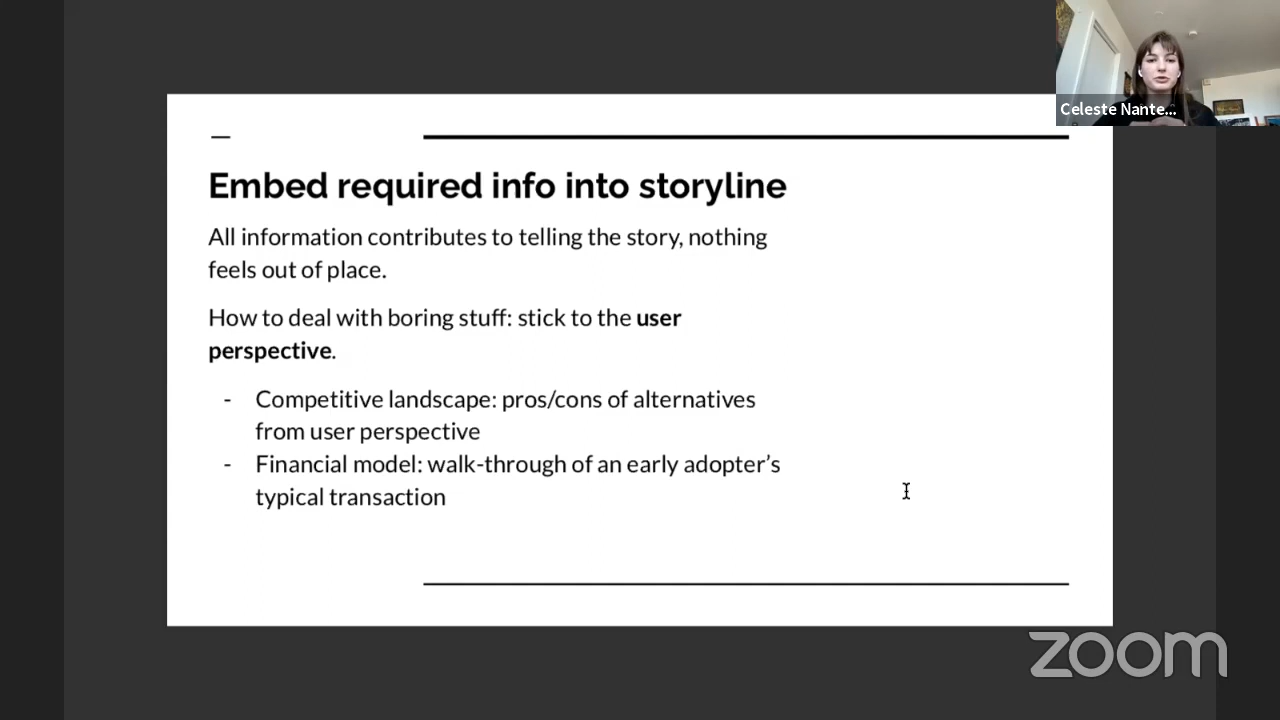 Celeste Nante...
Embed required info into storyline
All information contributes to telling the story, nothing
feels out of place.
How to deal with boring stuff: stick to the user
perspective.
- Competitive landscape: pros/cons of alternatives
from user perspective
- Financial model: walk-through of an early adopter's
typical transaction
zoom